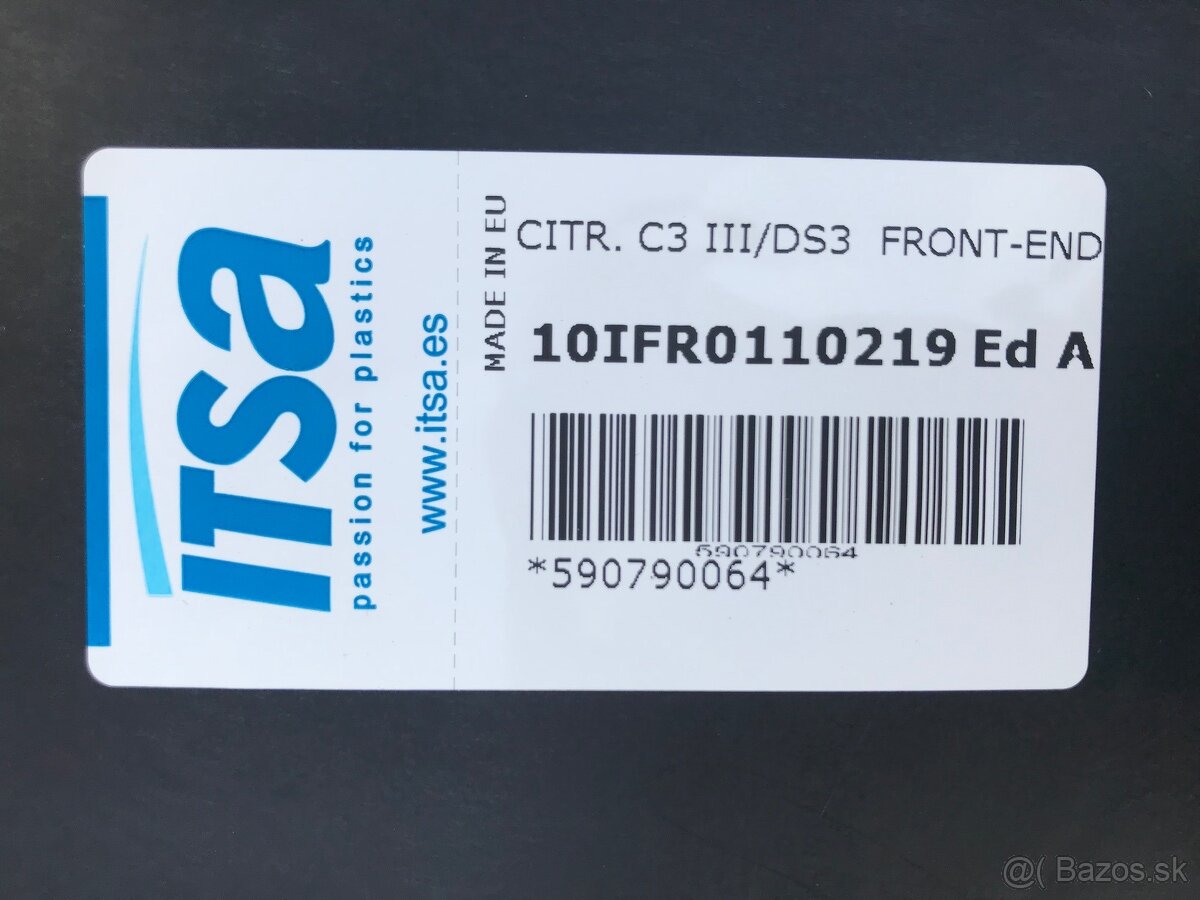 ITSA
passion for plastics
www.itsa.es
MADE IN EU
CITR. C3 III/DS3 FRONT-END
10IFR0110219 Ed A
590790064
*590790064*
@( Bazos.sk